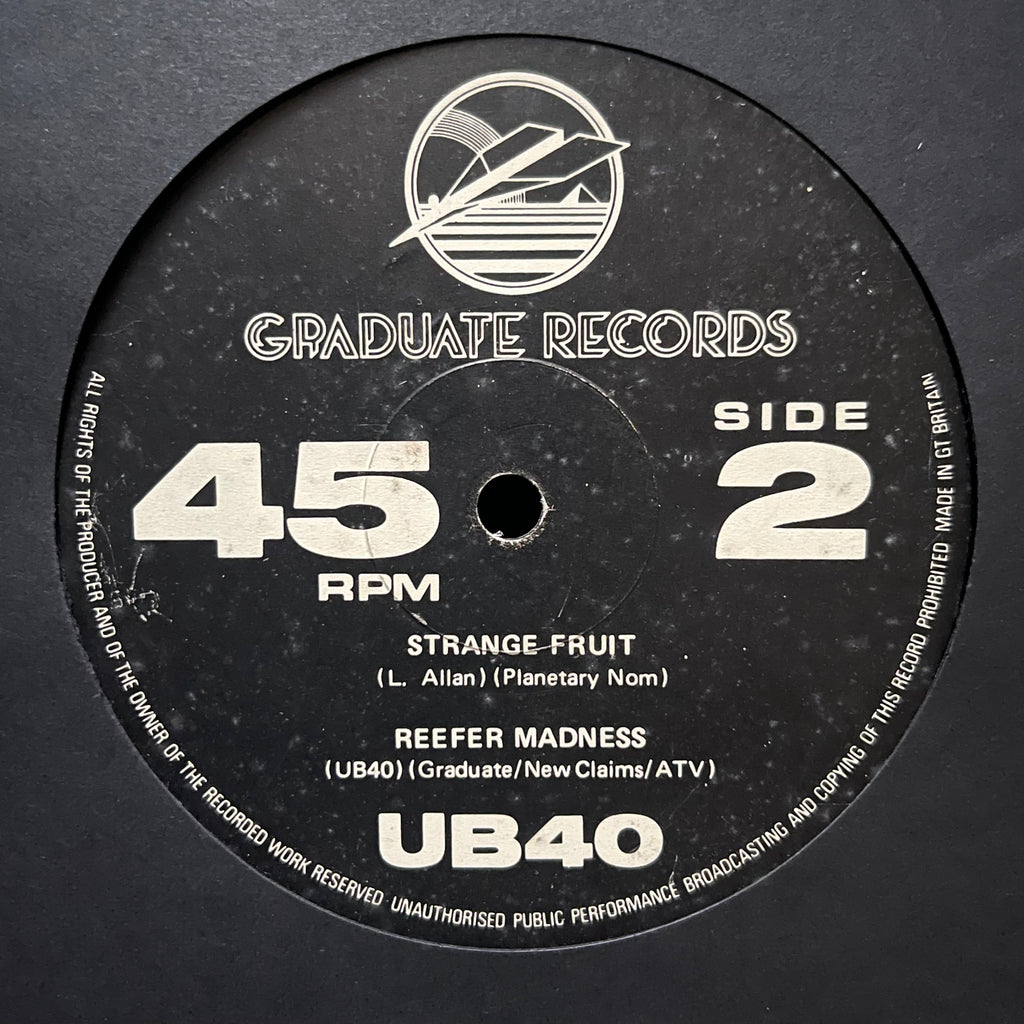 GRADUATE RECORDS
SIDE
2
45
RPM
STRANGE FRUIT
(L. Allan) (Planetary Nom)
REEFER MADNESS
(UB40) (Graduate/New Claims/ATV)
UB40
ALL RIGHTS OF THE PRODUCER AND OF THE OWNER OF THE RECORDED WORK RESERVED · UNAUTHORISED PUBLIC PERFORMANCE BROADCASTING AND COPYING OF THIS RECORD PROHIBITED MADE IN GT BRITAIN